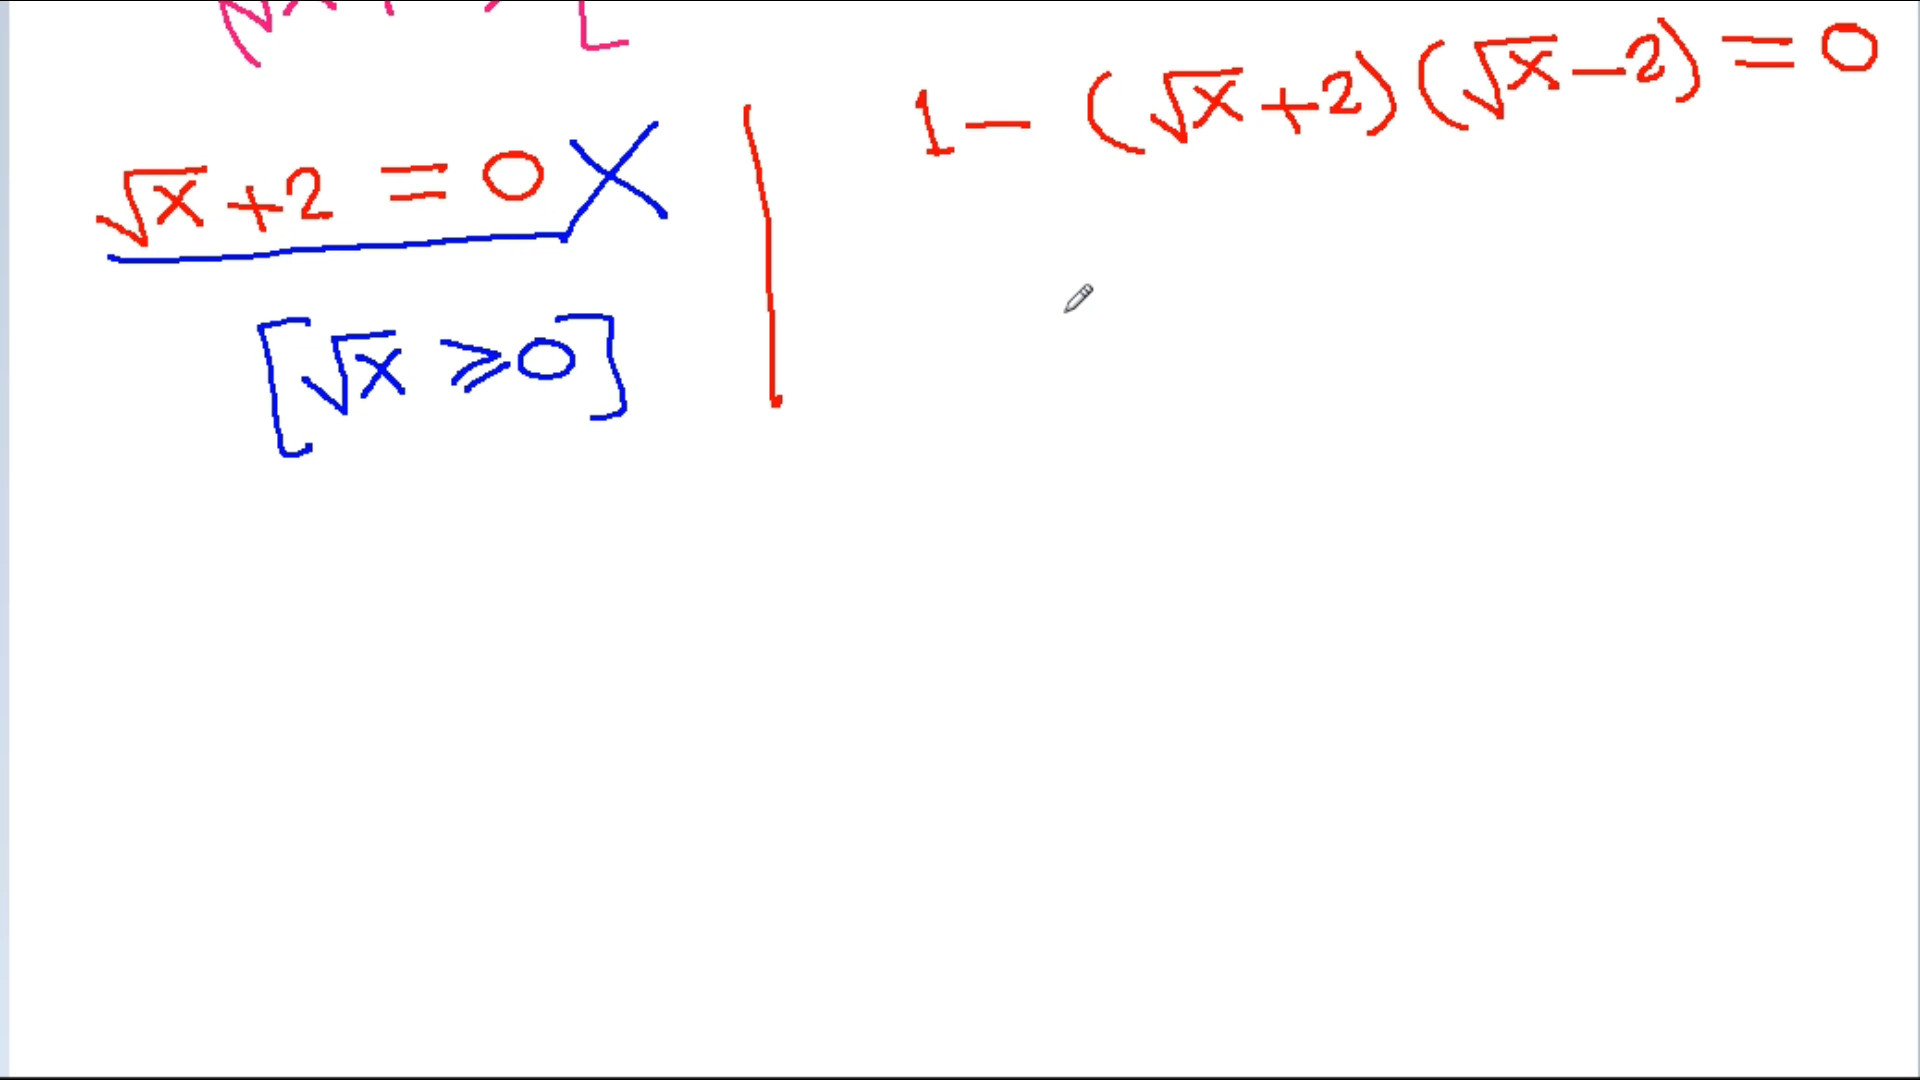 √x + 2 = 0 X
[√x ⩾ 0]
1 - (√x + 2)(√x - 2) = 0